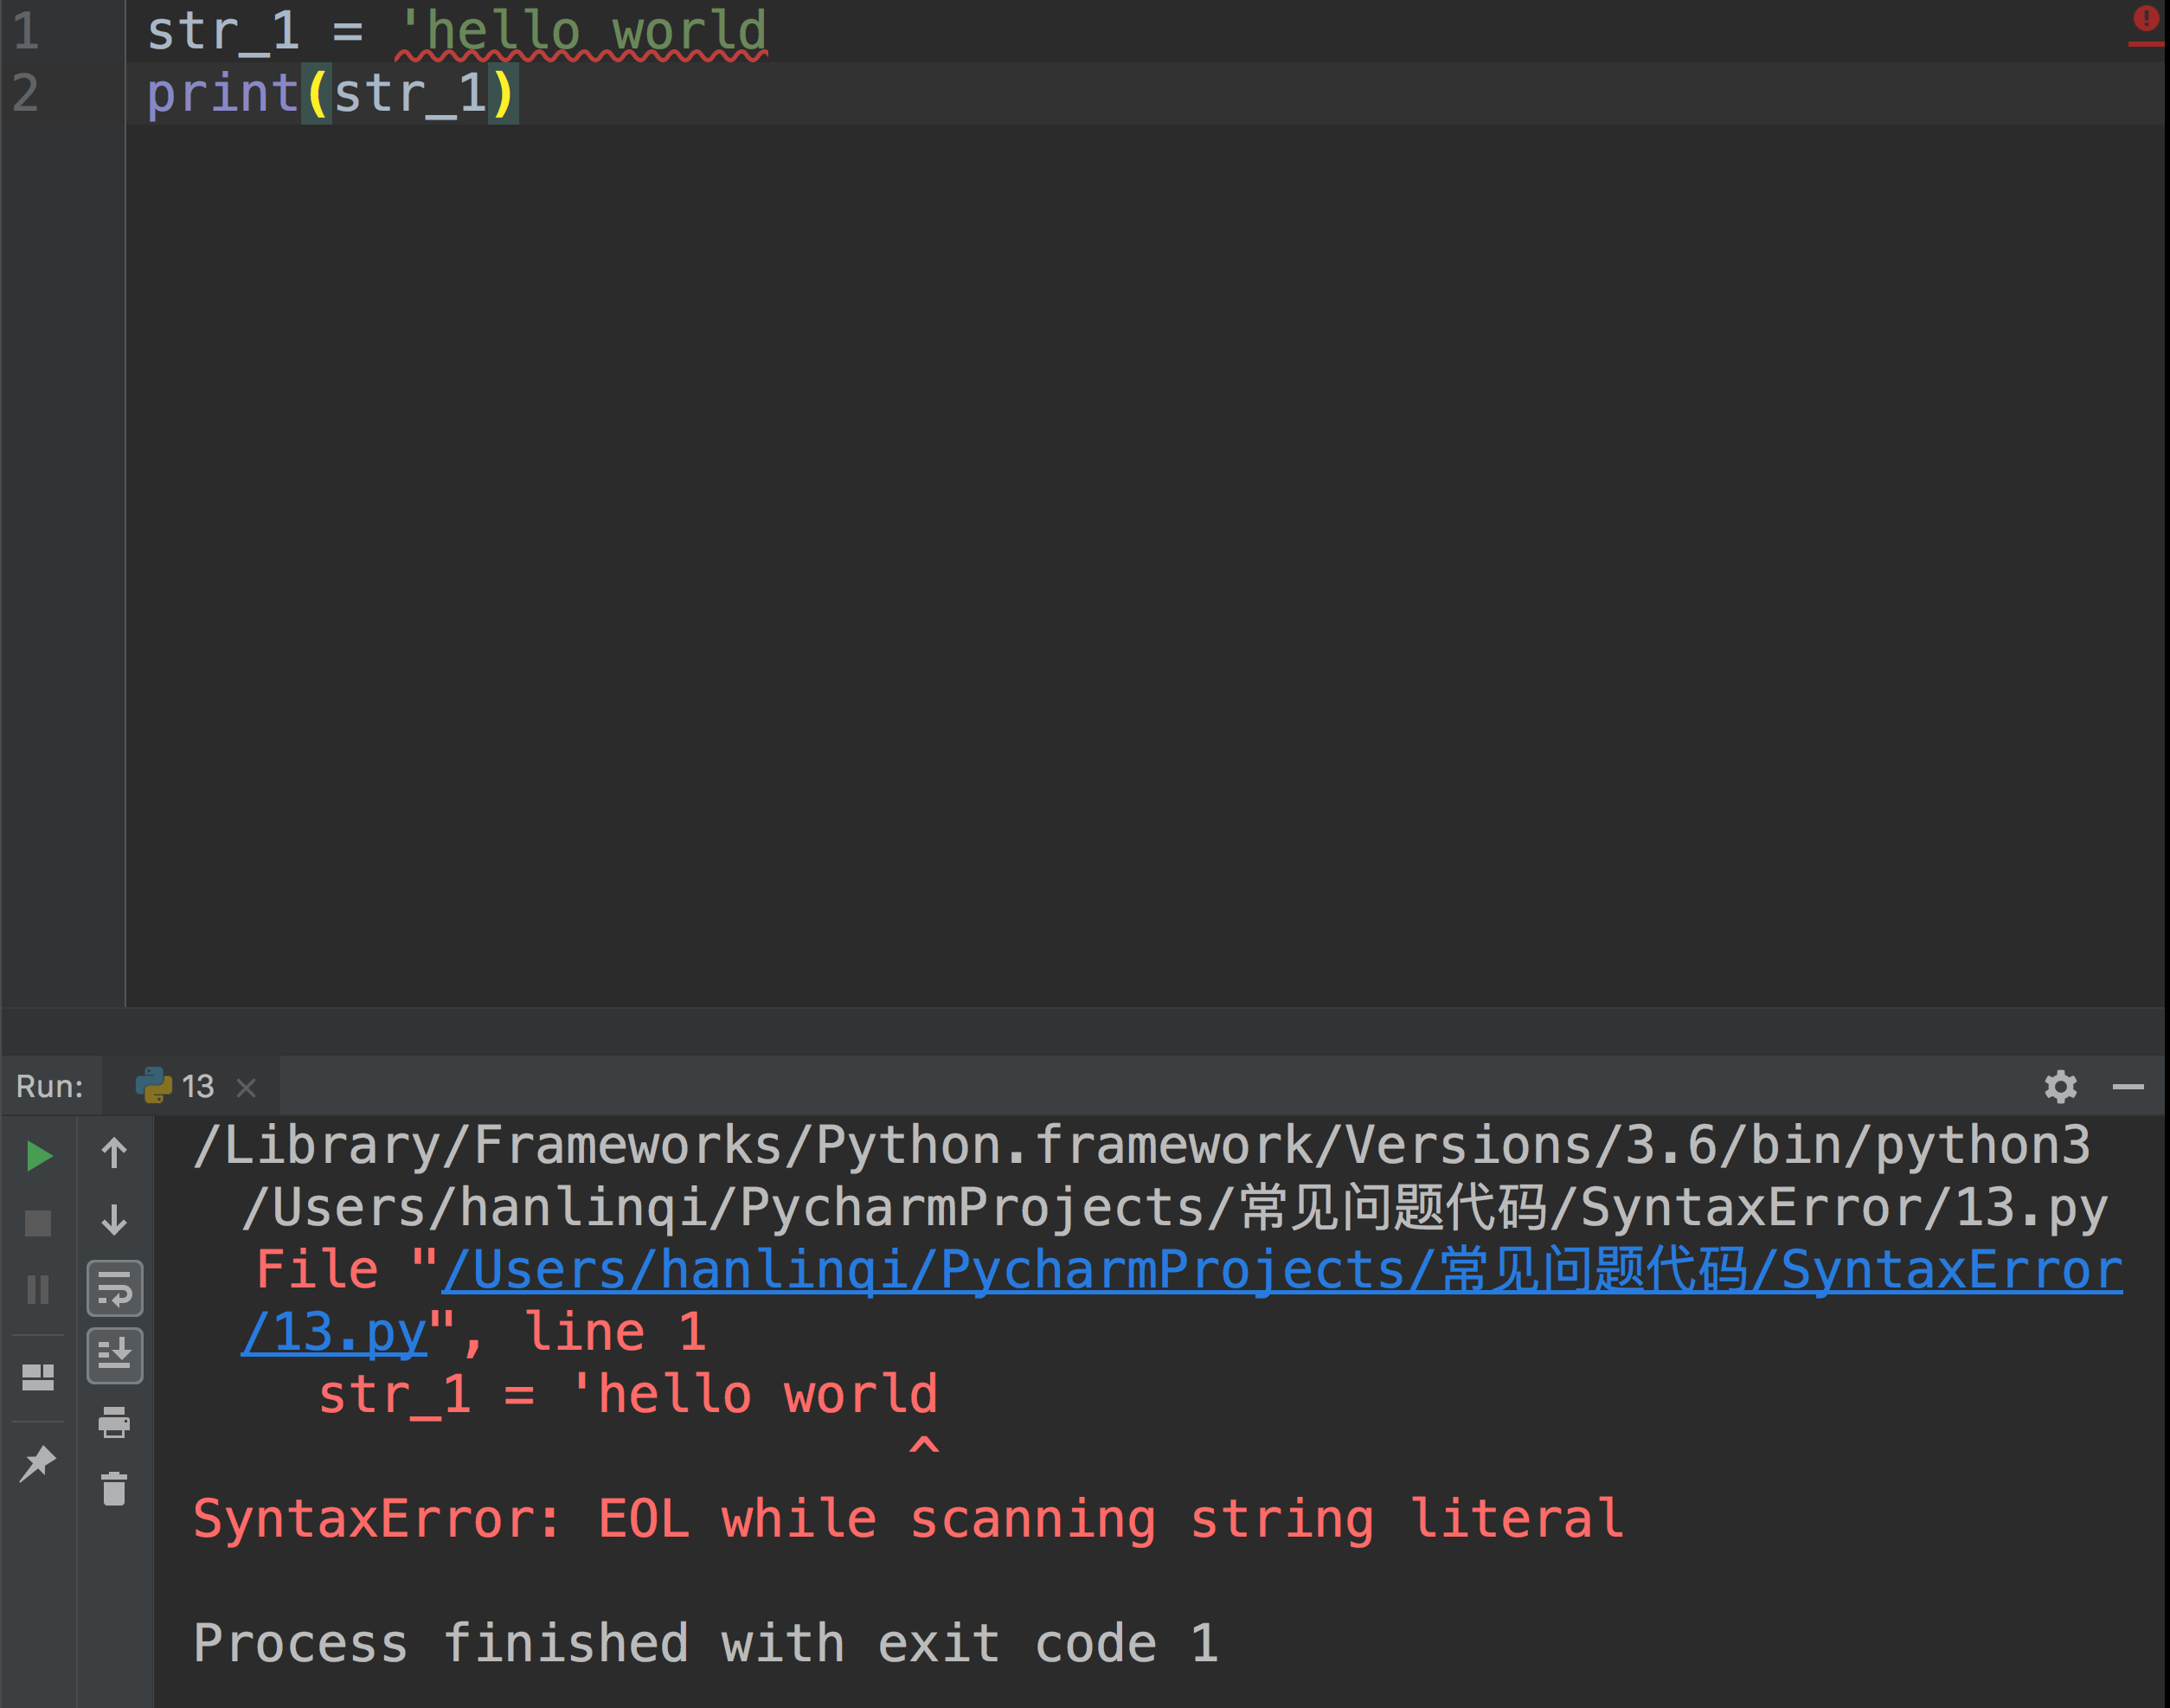 1 str_1 = 'hello world
2 print(str_1)
Run: 13
/Library/Frameworks/Python.framework/Versions/3.6/bin/python3
/Users/hanlinqi/PycharmProjects/常见问题代码/SyntaxError/13.py
File "/Users/hanlinqi/PycharmProjects/常见问题代码/SyntaxError
/13.py", line 1
str_1 = 'hello world
^
SyntaxError: EOL while scanning string literal
Process finished with exit code 1